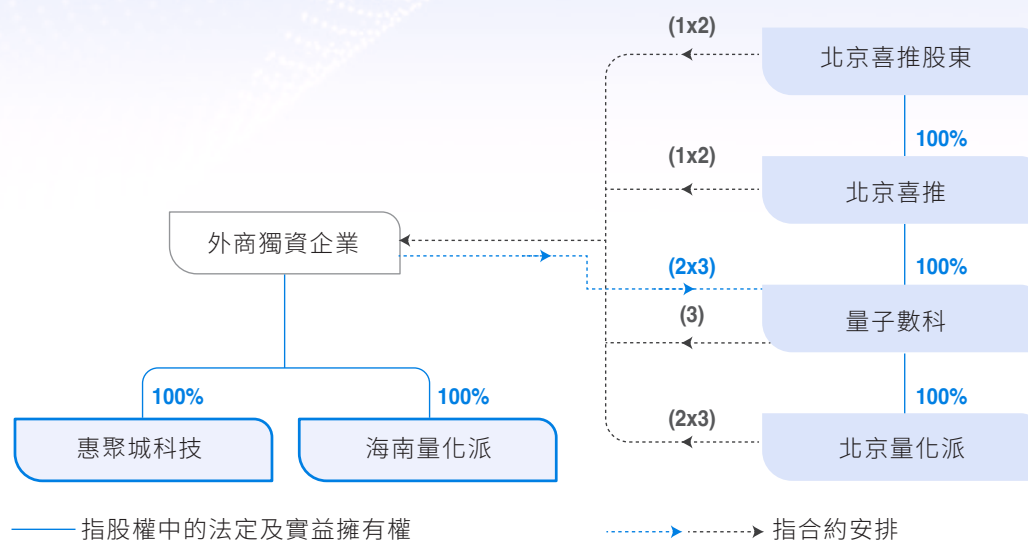 (1x2)
北京喜推股東
100%
(1x2)
北京喜推
外商獨資企業
100%
(2x3)
(3)
量子數科
100%
100%
100%
(2x3)
惠聚城科技
海南量化派
北京量化派
指股權中的法定及實益擁有權
指合約安排